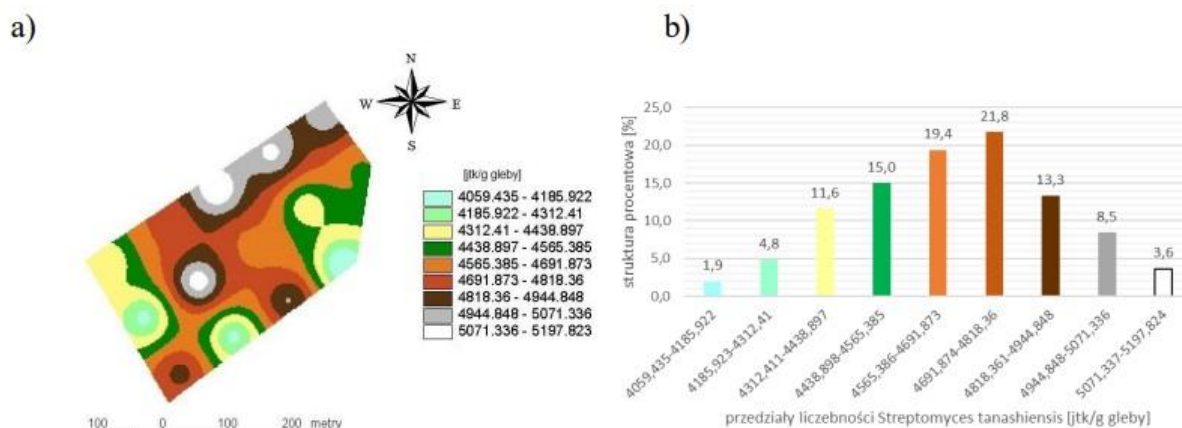 a)
N
W E
S
[jtk/g gleby]
4059.435 - 4185.922
4185.922 - 4312.41
4312.41 - 4438.897
4438.897 - 4565.385
4565.385 - 4691.873
4691.873 - 4818.36
4818.36 - 4944.848
4944.848 - 5071.336
5071.336 - 5197.823
100 0 100 200 metry
b)
struktura procentowa [%]
25,0
20,0
15,0
10,0
5,0
0,0
1,9
4,8
11,6
15,0
19,4
21,8
13,3
8,5
3,6
4059,435-4185,922
4185,923-4312,41
4312,411-4438,897
4438,898-4565,385
4565,386-4691,873
4691,874-4818,36
4818,361-4944,848
4944,848-5071,336
5071,337-5197,824
przedziały liczebności Streptomyces tanashiensis [jtk/g gleby]